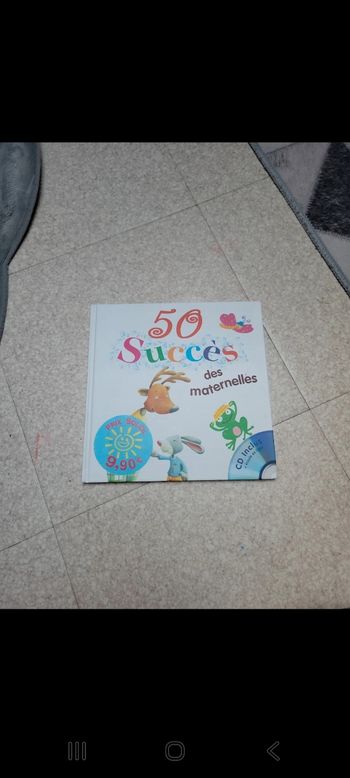 50
Succès
des
maternelles
9,90€
CD Inclus